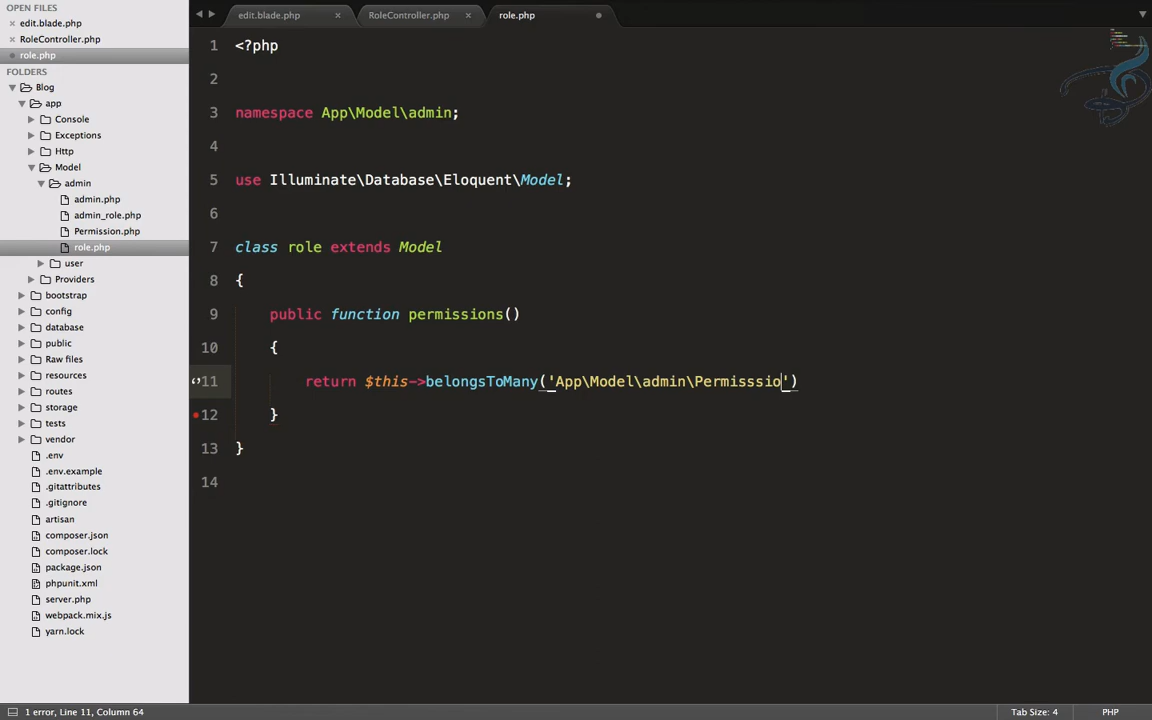 OPEN FILES
edit.blade.php
RoleController.php
role.php
FOLDERS
Blog
app
Console
Exceptions
Http
Model
admin
admin.php
admin_role.php
Permission.php
role.php
user
Providers
bootstrap
config
database
public
Raw files
resources
routes
storage
tests
vendor
.env
.env.example
.gitattributes
.gitignore
artisan
composer.json
composer.lock
package.json
phpunit.xml
server.php
webpack.mix.js
yarn.lock
edit.blade.php RoleController.php role.php
1 <?php
2
3 namespace App\Model\admin;
4
5 use Illuminate\Database\Eloquent\Model;
6
7 class role extends Model
8 {
9 public function permissions()
10 {
11 return $this->belongsToMany('App\Model\admin\Permisssio')
12 }
13 }
14
1 error, Line 11, Column 64 Tab Size: 4 PHP